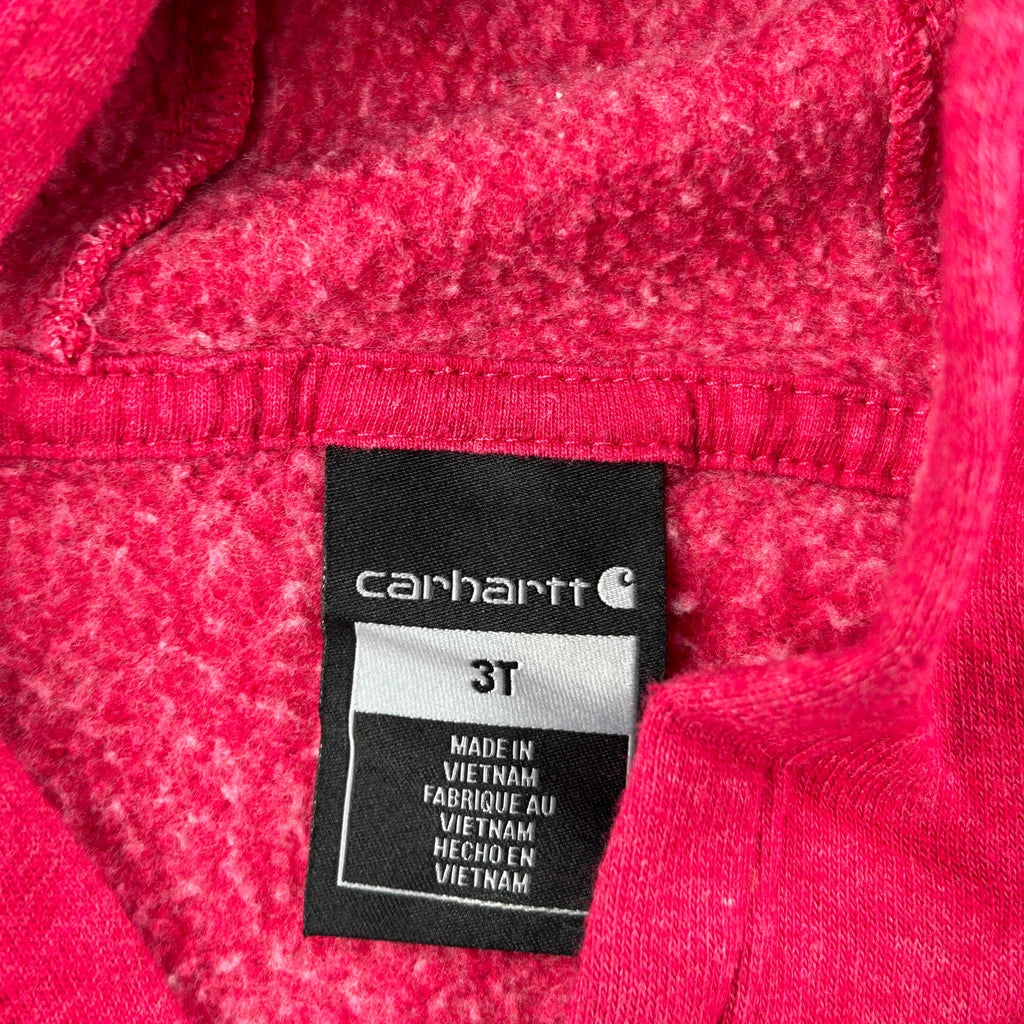 carhartt
3T
MADE IN
VIETNAM
FABRIQUE AU
VIETNAM
HECHO EN
VIETNAM